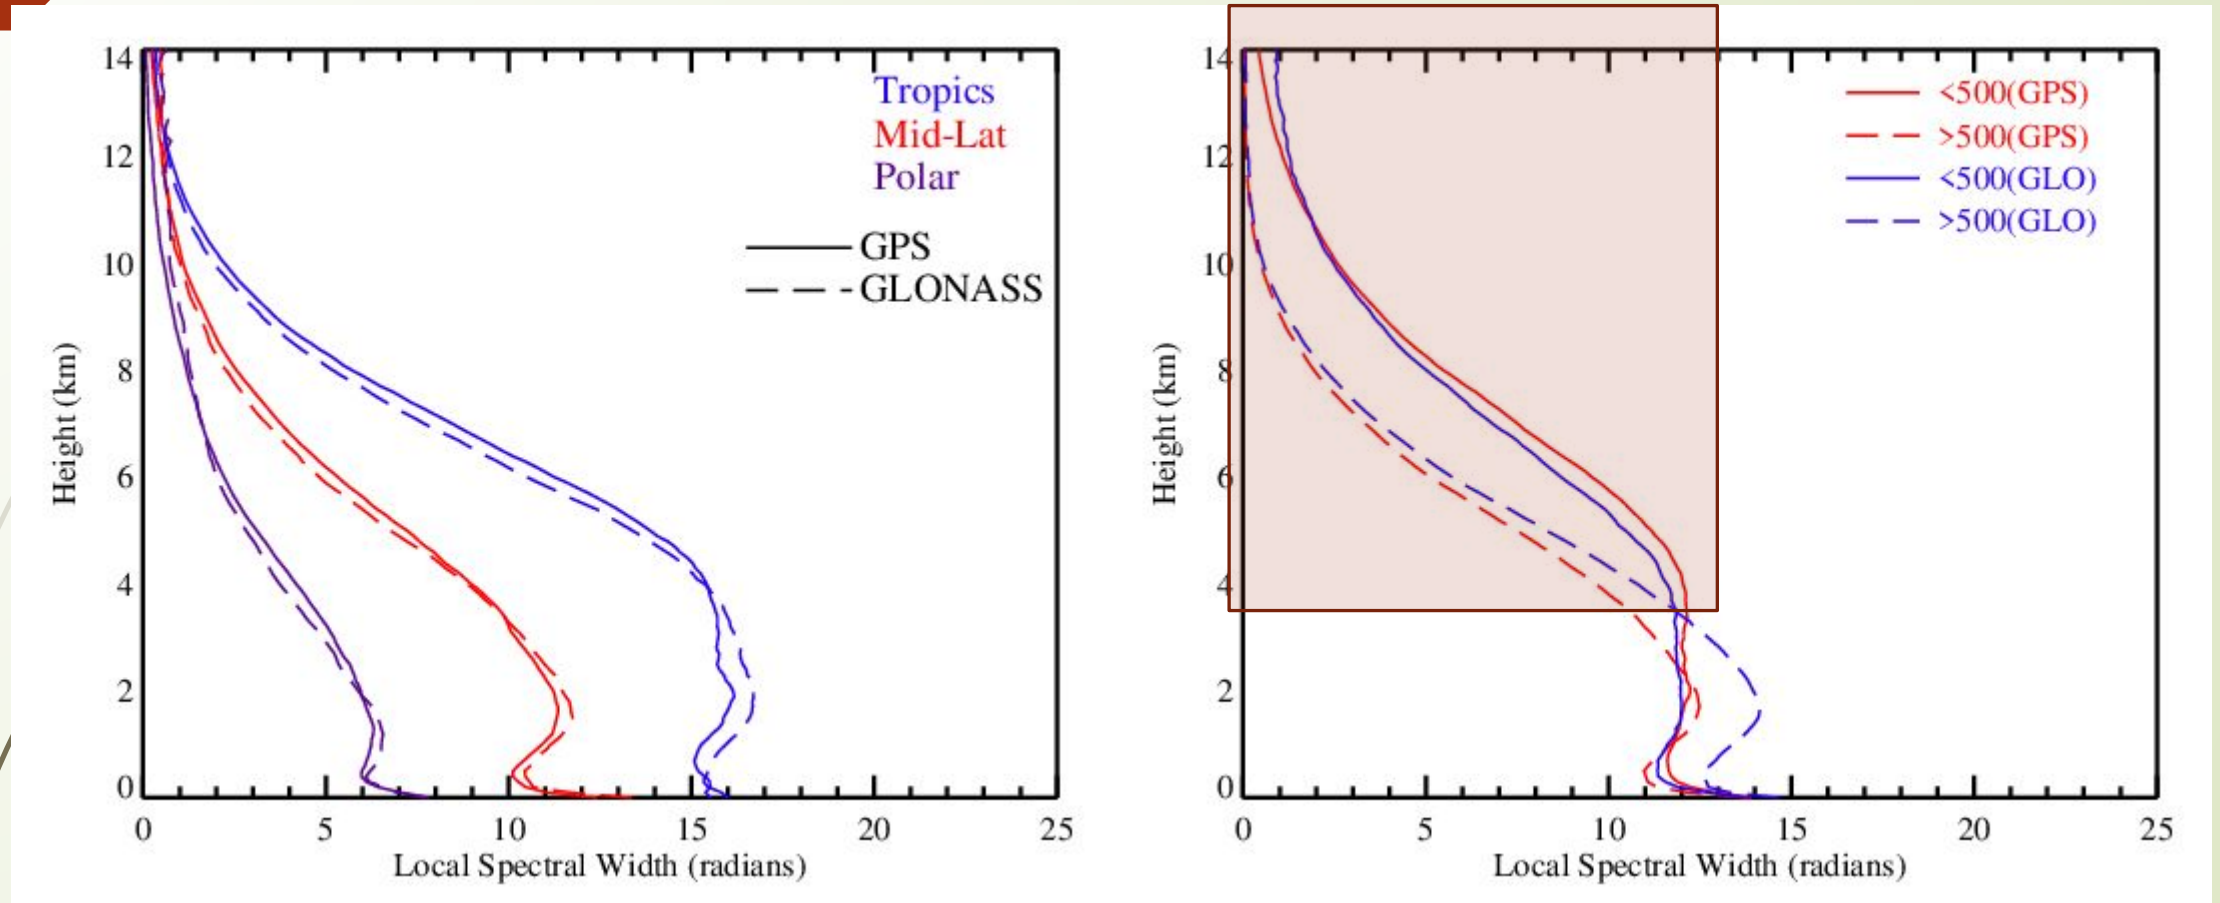 14
12
10
8
6
4
2
0
Height (km)
Tropics
Mid-Lat
Polar
GPS
GLONASS
0 5 10 15 20 25
Local Spectral Width (radians)
14
12
10
8
6
4
2
0
Height (km)
<500(GPS)
>500(GPS)
<500(GLO)
>500(GLO)
0 5 10 15 20 25
Local Spectral Width (radians)